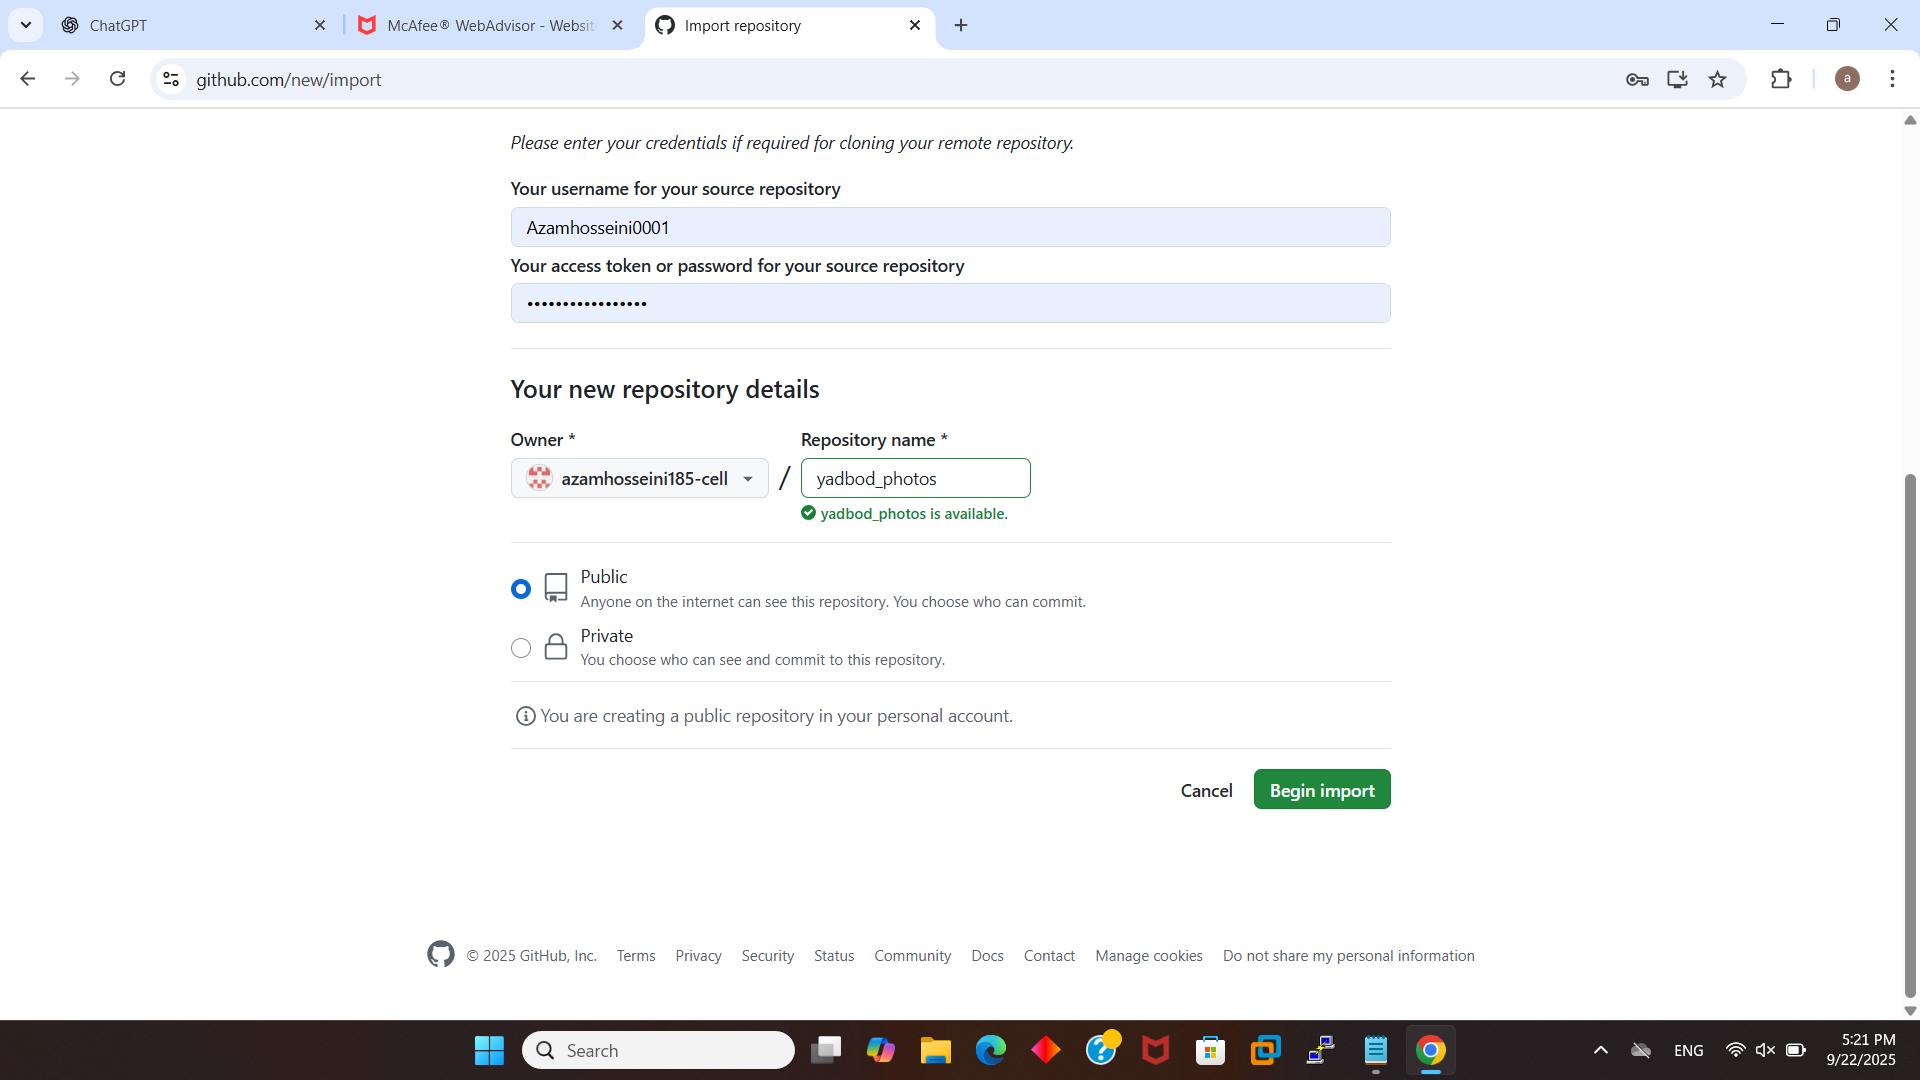 ChatGPT
McAfee® WebAdvisor - Websit
Import repository
github.com/new/import
a
Please enter your credentials if required for cloning your remote repository.
Your username for your source repository
Azamhosseini0001
Your access token or password for your source repository
•••••••••••••••••
Your new repository details
Owner *
Repository name *
azamhosseini185-cell
/
yadbod_photos
yadbod_photos is available.
Public
Anyone on the internet can see this repository. You choose who can commit.
Private
You choose who can see and commit to this repository.
You are creating a public repository in your personal account.
Cancel
Begin import
© 2025 GitHub, Inc. Terms Privacy Security Status Community Docs Contact Manage cookies Do not share my personal information
Search
ENG
5:21 PM
9/22/2025